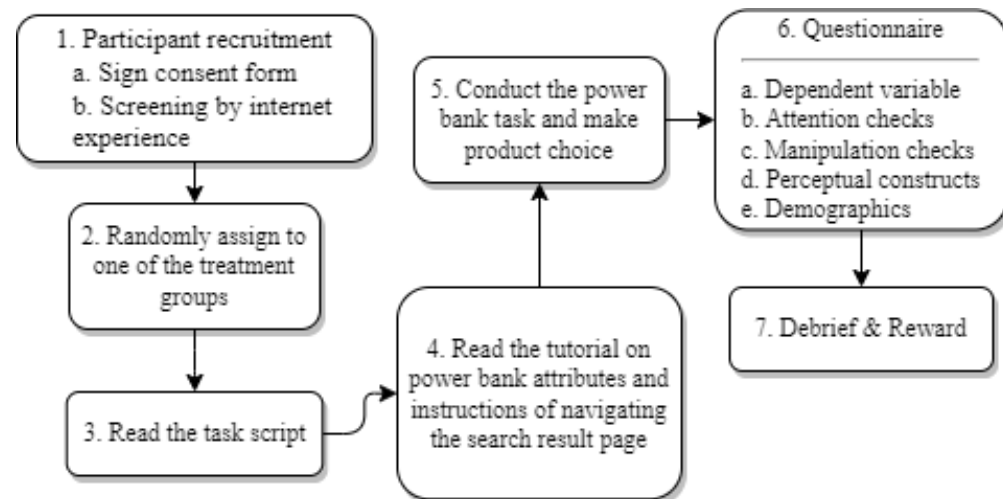 1. Participant recruitment
a. Sign consent form
b. Screening by internet
experience
2. Randomly assign to
one of the treatment
groups
3. Read the task script
4. Read the tutorial on
power bank attributes and
instructions of navigating
the search result page
5. Conduct the power
bank task and make
product choice
6. Questionnaire
a. Dependent variable
b. Attention checks
c. Manipulation checks
d. Perceptual constructs
e. Demographics
7. Debrief & Reward